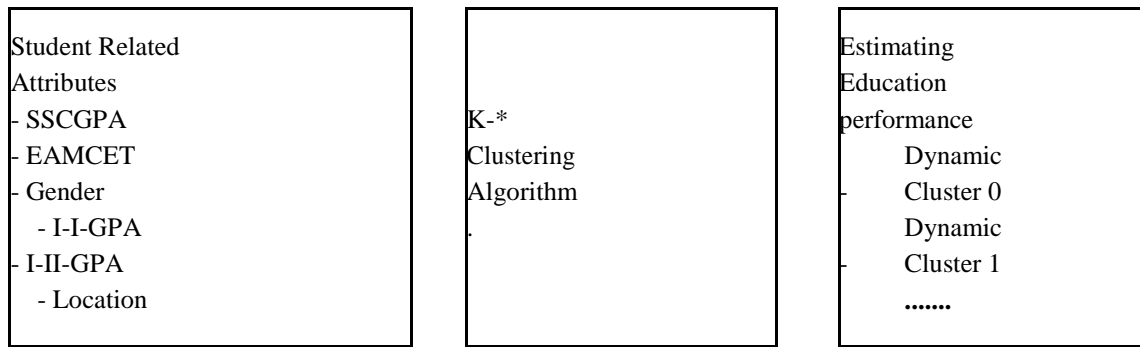 Student Related
Attributes
- SSCGPA
- EAMCET
- Gender
- I-I-GPA
- I-II-GPA
- Location
K-*
Clustering
Algorithm
.
Estimating
Education
performance
Dynamic
- Cluster 0
Dynamic
- Cluster 1
.......